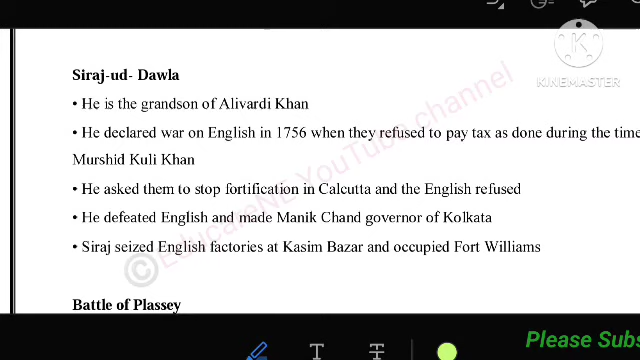 KINEMASTER
Siraj-ud- Dawla
• He is the grandson of Alivardi Khan
• He declared war on English in 1756 when they refused to pay tax as done during the time
Murshid Kuli Khan
• He asked them to stop fortification in Calcutta and the English refused
• He defeated English and made Manik Chand governor of Kolkata
• Siraj seized English factories at Kasim Bazar and occupied Fort Williams
©EducareNE YouTube channel
Battle of Plassey
Please Subs